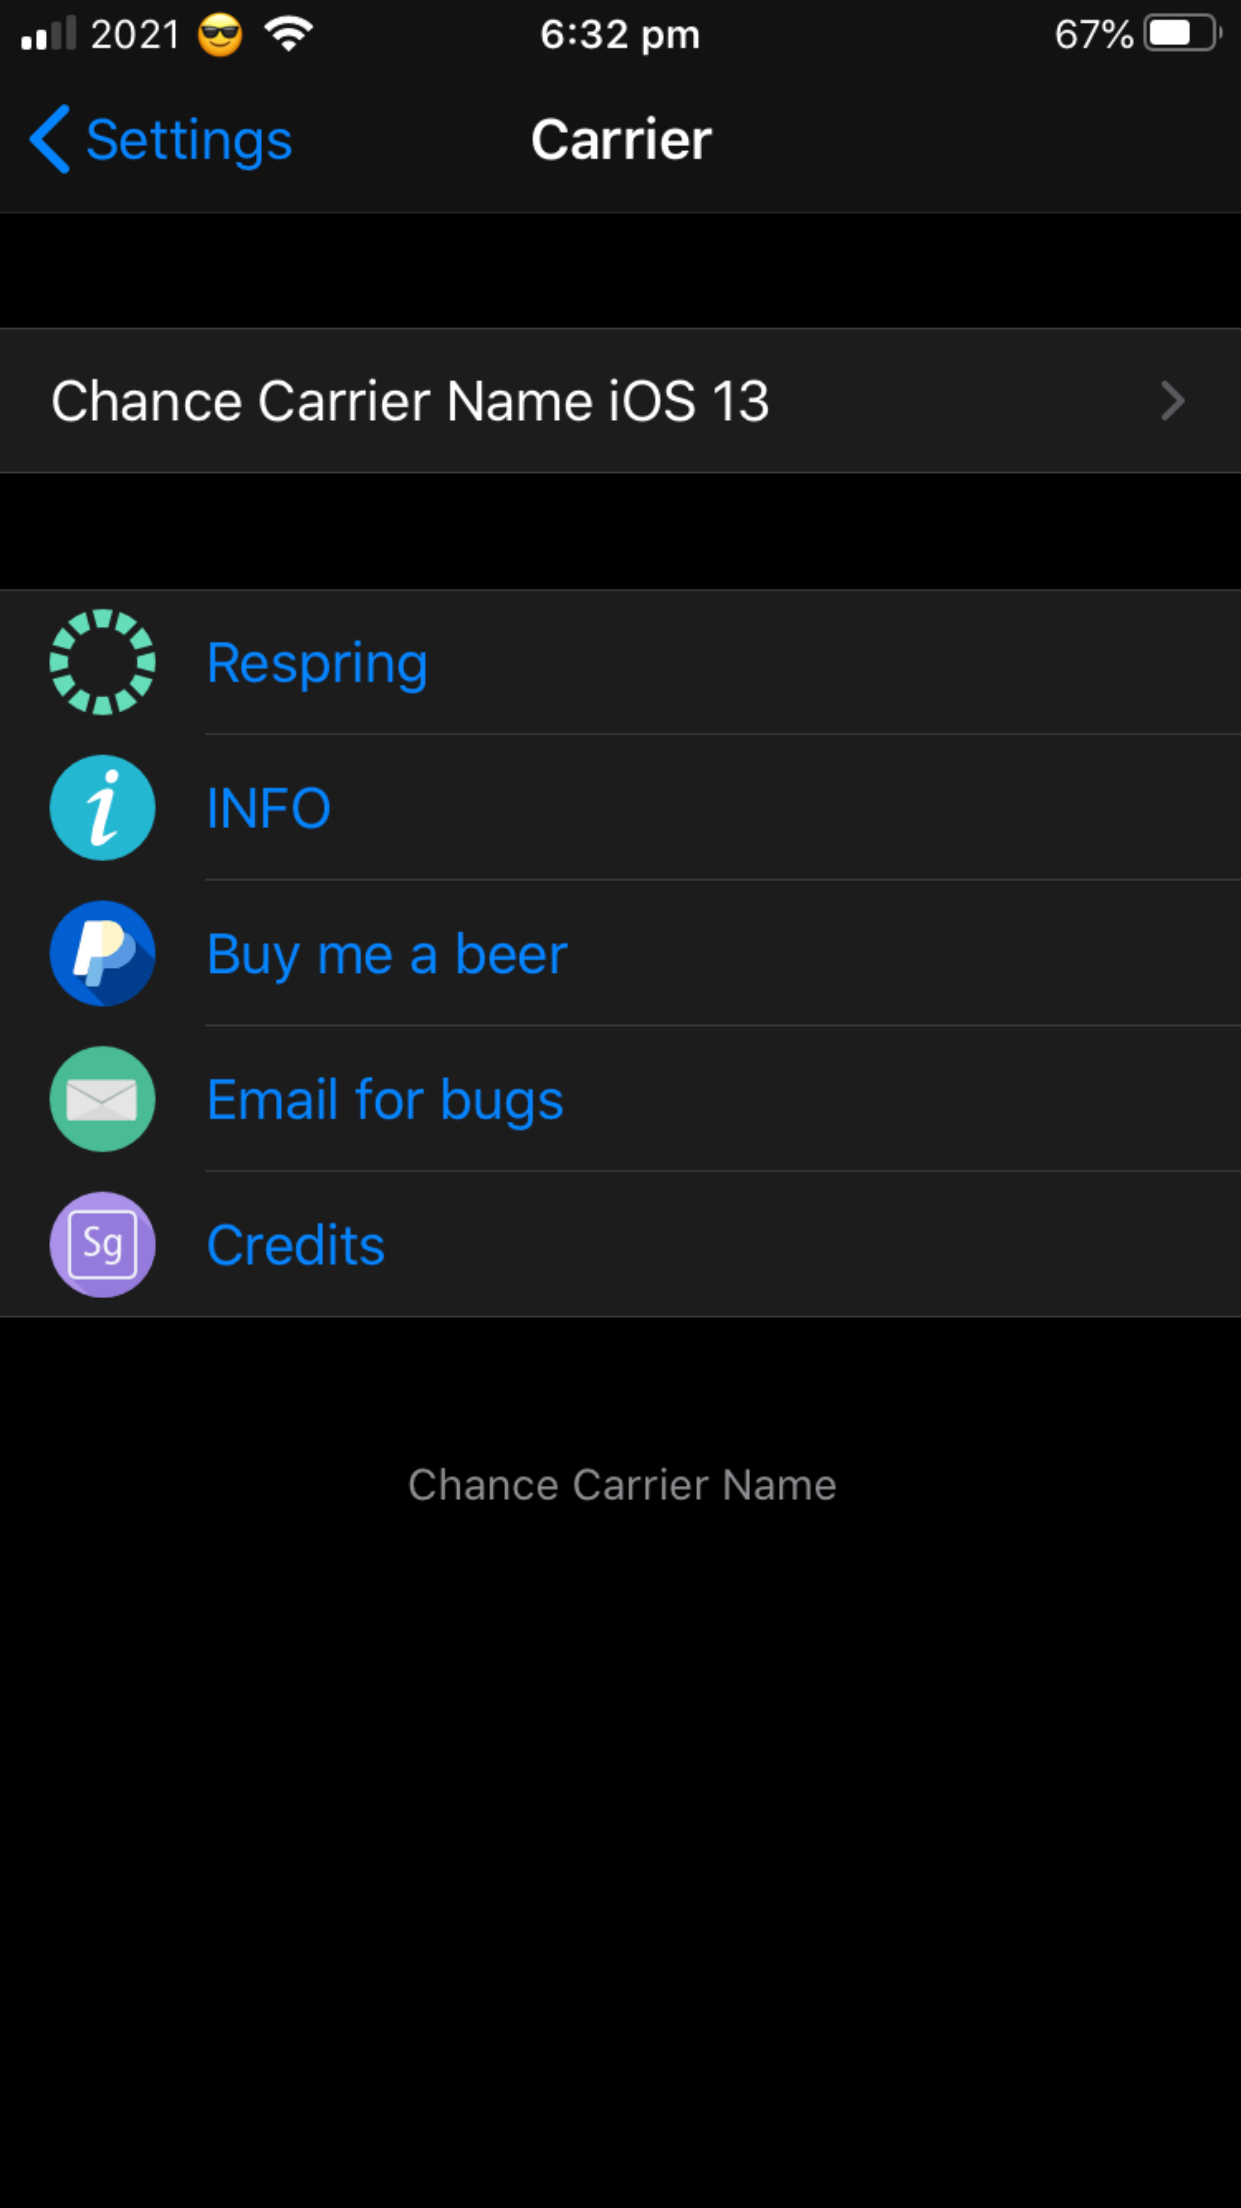 2021 😎 6:32 pm 67%
Settings Carrier
Chance Carrier Name iOS 13
Respring
i INFO
Buy me a beer
Email for bugs
Sg Credits
Chance Carrier Name